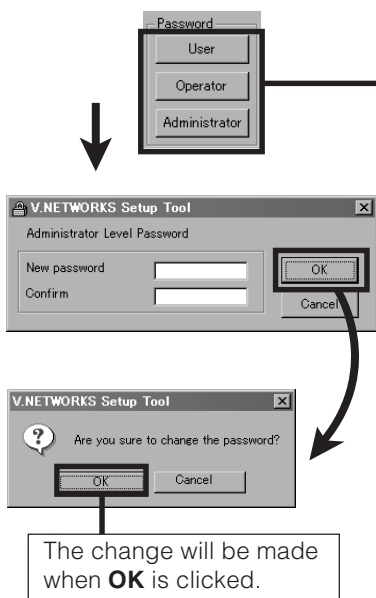 Password
User
Operator
Administrator
V.NETWORKS Setup Tool
Administrator Level Password
New password
Confirm
OK
Cancel
V.NETWORKS Setup Tool
Are you sure to change the password?
OK
Cancel
The change will be made
when OK is clicked.